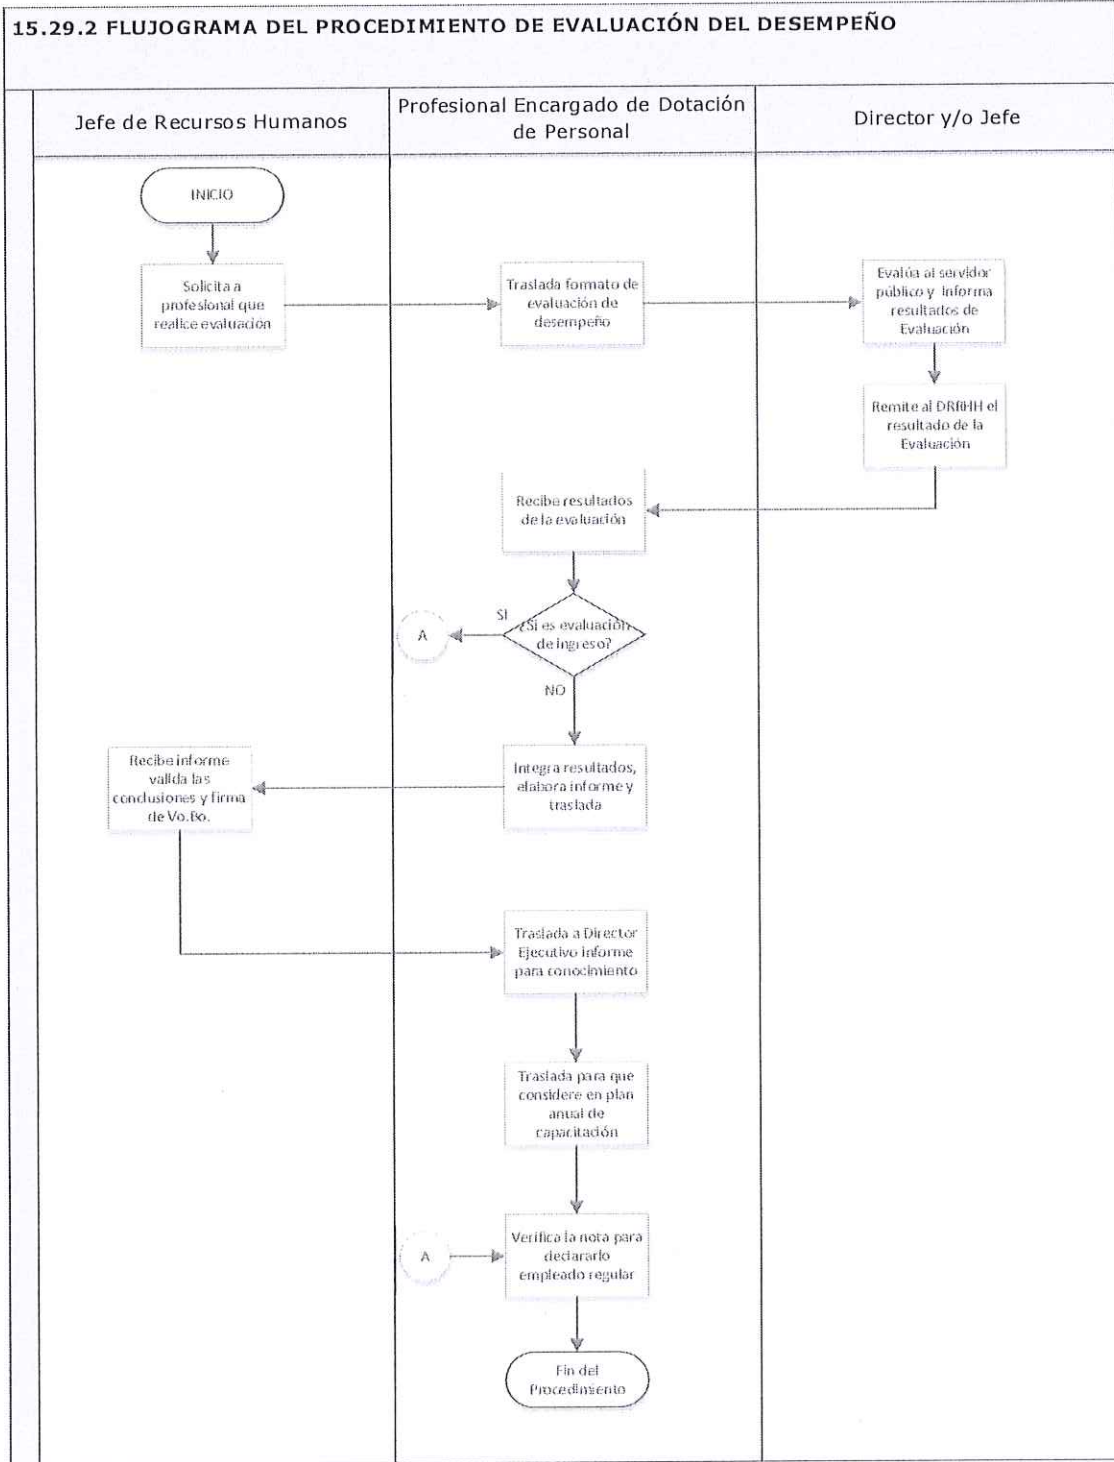 15.29.2 FLUJOGRAMA DEL PROCEDIMIENTO DE EVALUACIÓN DEL DESEMPEÑO
Jefe de Recursos Humanos
Profesional Encargado de Dotación
de Personal
Director y/o Jefe
INICIO
Solicita a
profesional que
realice evaluación
Traslada formato de
evaluación de
desempeño
Evalúa al servidor
público y Informa
resultados de
Evaluación
Remite al DRRHH el
resultado de la
Evaluación
Recibe resultados
de la evaluación
¿Si es evaluación
de ingreso?
SI
A
NO
Integra resultados,
elabora informe y
traslada
Recibe informe
valida las
conclusiones y firma
de Vo.Bo.
Traslada a Director
Ejecutivo informe
para conocimiento
Traslada para que
considere en plan
anual de
capacitación
A
Verifica la nota para
declararlo
empleado regular
Fin del
Procedimiento